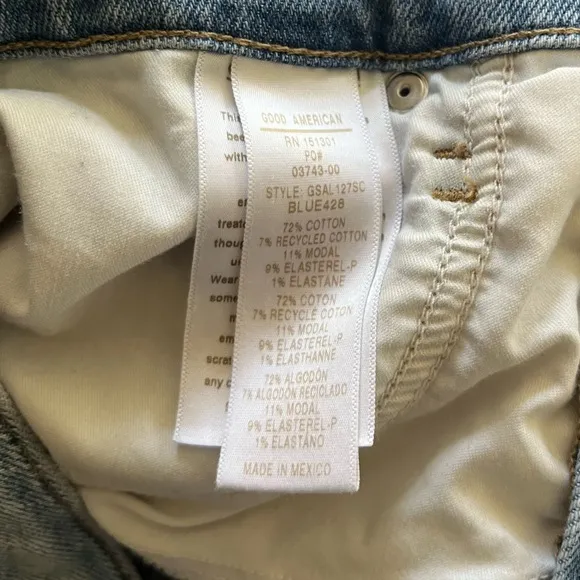 GOOD AMERICAN
RN 151301
PO#
03743-00
STYLE: GSAL127SC
BLUE428
72% COTTON
7% RECYCLED COTTON
11% MODAL
9% ELASTEREL-P
1% ELASTANE
72% COTON
7% RECYCLE COTON
11% MODAL
9% ELASTEREL-P
1% ELASTHANNE
72% ALGODÓN
7% ALGODÓN RECICLADO
11% MODAL
9% ELASTEREL-P
1% ELASTANO
MADE IN MEXICO
with
any